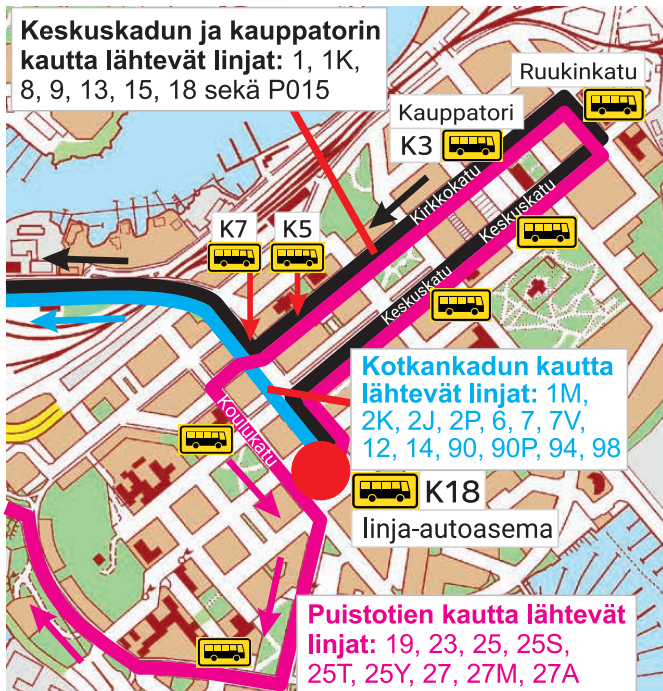 Keskuskadun ja kauppatorin
kautta lähtevät linjat: 1, 1K,
8, 9, 13, 15, 18 sekä P015
Ruukinkatu
Kauppatori
K3
K7
K5
Kirkkokatu
Keskuskatu
Keskuskatu
Kotkankadun kautta
lähtevät linjat: 1M,
2K, 2J, 2P, 6, 7, 7V,
12, 14, 90, 90P, 94, 98
Koulukatu
K18
linja-autoasema
Puistotien kautta lähtevät
linjat: 19, 23, 25, 25S,
25T, 25Y, 27, 27M, 27A